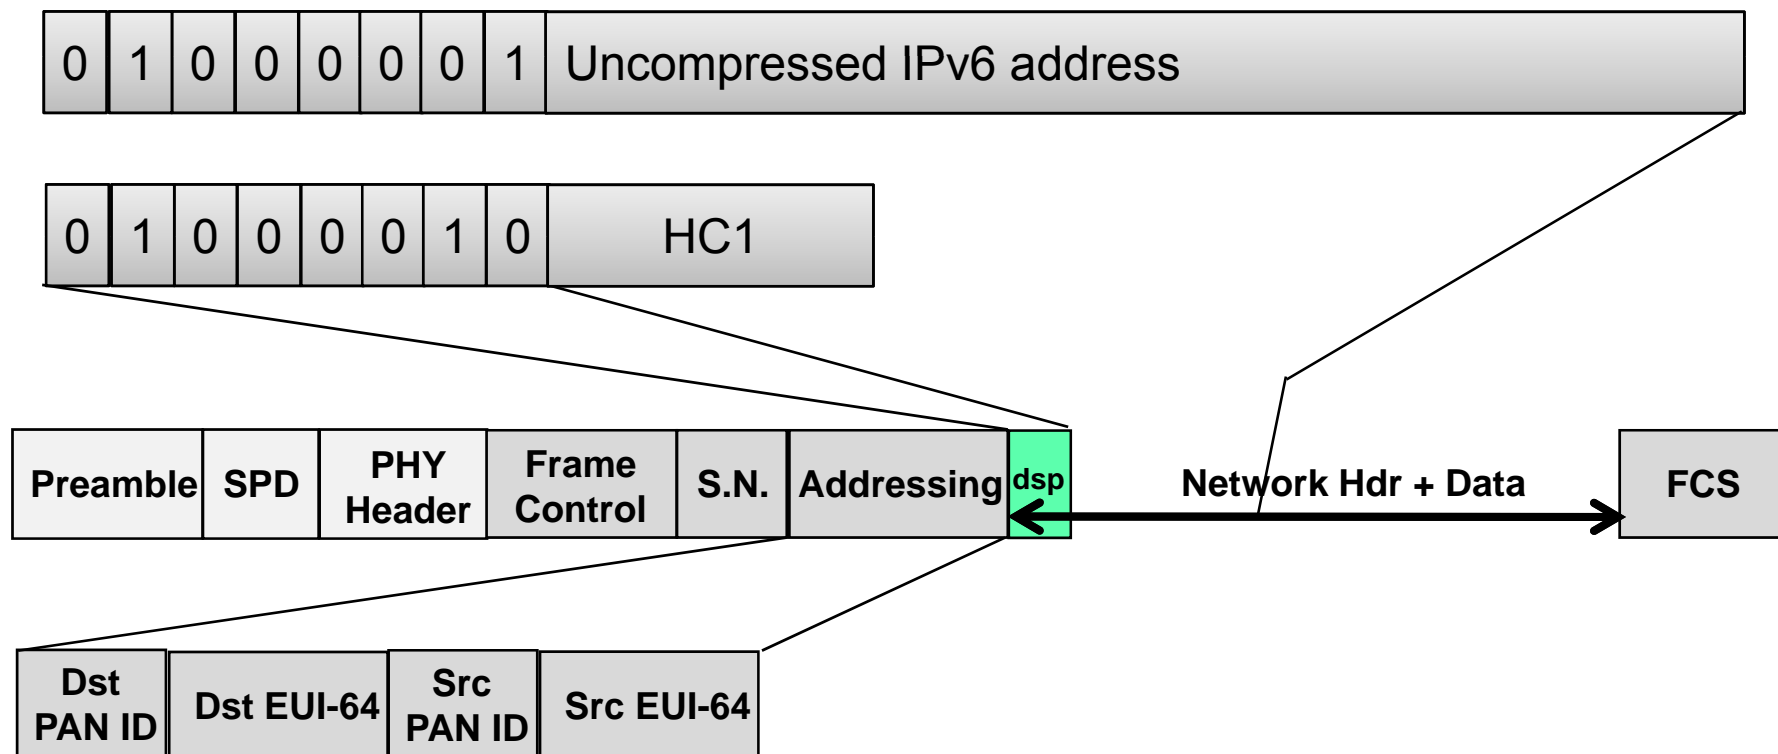 0 1 0 0 0 0 0 1 Uncompressed IPv6 address
0 1 0 0 0 0 1 0 HC1
Preamble
SPD
PHY
Header
Frame
Control
S.N.
Addressing
dsp
Network Hdr + Data
FCS
Dst
PAN ID
Dst EUI-64
Src
PAN ID
Src EUI-64